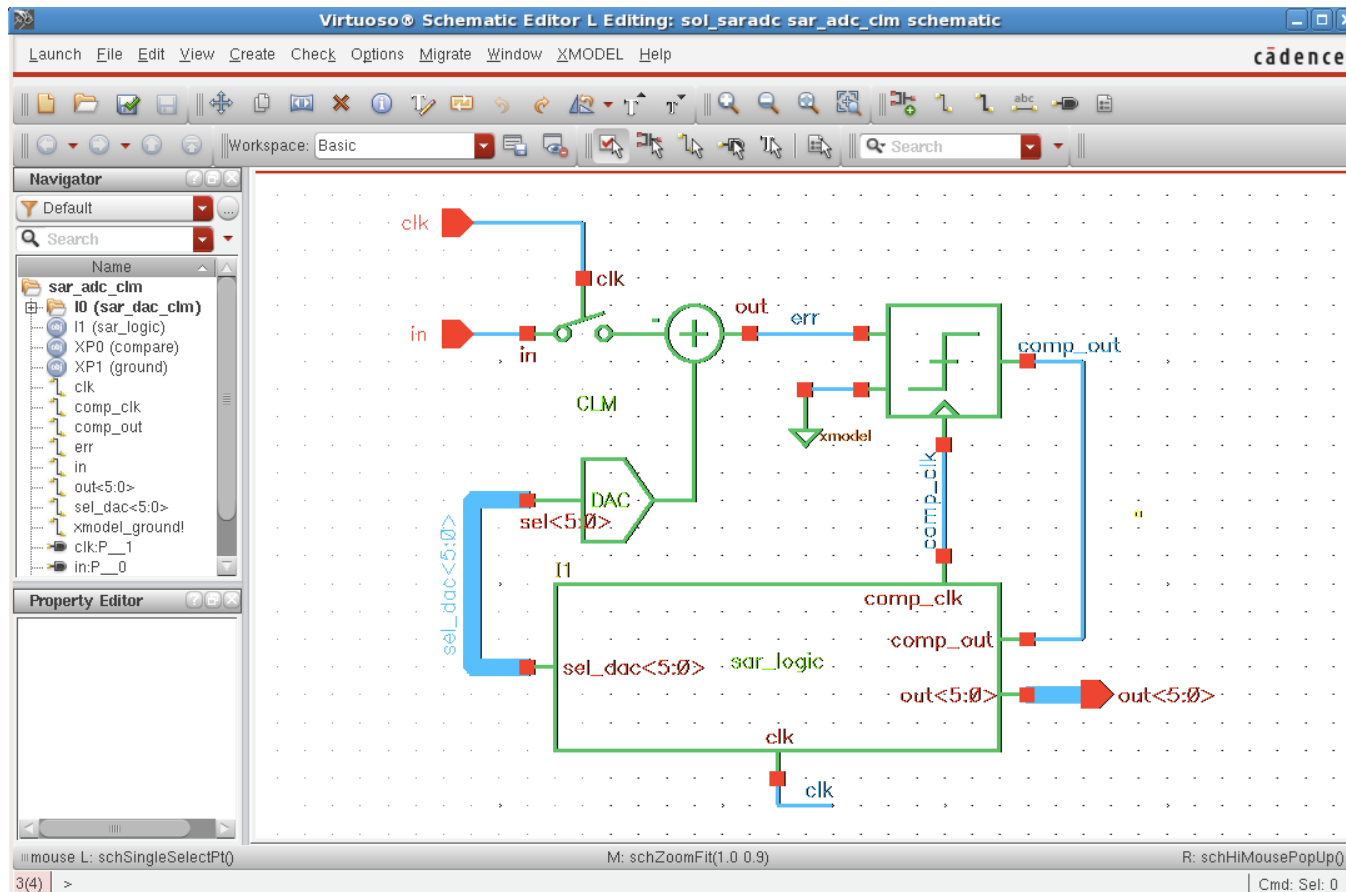 Virtuoso® Schematic Editor L Editing: sol_saradc sar_adc_clm schematic
Launch File Edit View Create Check Options Migrate Window XMODEL Help
cādence
abc
Workspace: Basic
Search
Navigator
Default
Search
Name
sar_adc_clm
I0 (sar_dac_clm)
I1 (sar_logic)
XP0 (compare)
XP1 (ground)
clk
comp_clk
comp_out
err
in
out<5:0>
sel_dac<5:0>
xmodel_ground!
clk:P__1
in:P__0
Property Editor
clk
clk
in
in
-
out
err
comp_out
CLM
xmodel
comp_clk
DAC
sel<5:0>
sel_dac<5:0>
I1
comp_clk
comp_out
sel_dac<5:0>
sar_logic
out<5:0>
out<5:0>
clk
clk
mouse L: schSingleSelectPt()
M: schZoomFit(1.0 0.9)
R: schHiMousePopUp()
3(4)
>
Cmd: Sel: 0